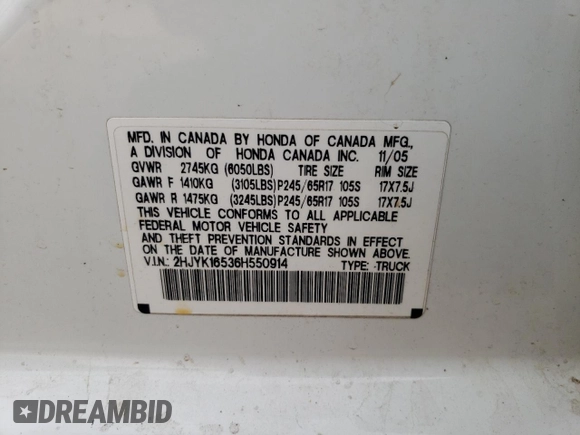 MFD. IN CANADA BY HONDA OF CANADA MFG.,
A DIVISION OF HONDA CANADA INC. 11/05
GVWR 2745KG (6050LBS) TIRE SIZE RIM SIZE
GAWR F 1410KG (3105LBS)P245/65R17 105S 17X7.5J
GAWR R 1475KG (3245LBS)P245/65R17 105S 17X7.5J
THIS VEHICLE CONFORMS TO ALL APPLICABLE
FEDERAL MOTOR VEHICLE SAFETY AND
THEFT PREVENTION STANDARDS IN EFFECT
ON THE DATE OF MANUFACTURE SHOWN ABOVE.
V.I.N.: 2HJYK16536H550914 TYPE: TRUCK
DREAMBID